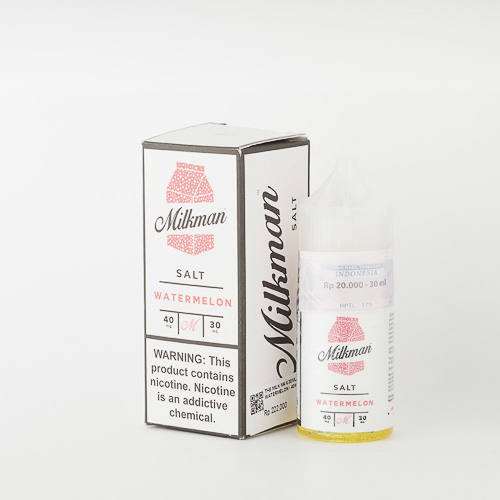 Milkman
SALT
WATERMELON
40
mg
M
30
ML
WARNING: This
product contains
nicotine. Nicotine
is an addictive
chemical.
Milkman
SALT
Rp 222.000
INDONESIA
Rp 20.000 - 30 ml
HPTL
Milkman
SALT
WATERMELON
40
M
30